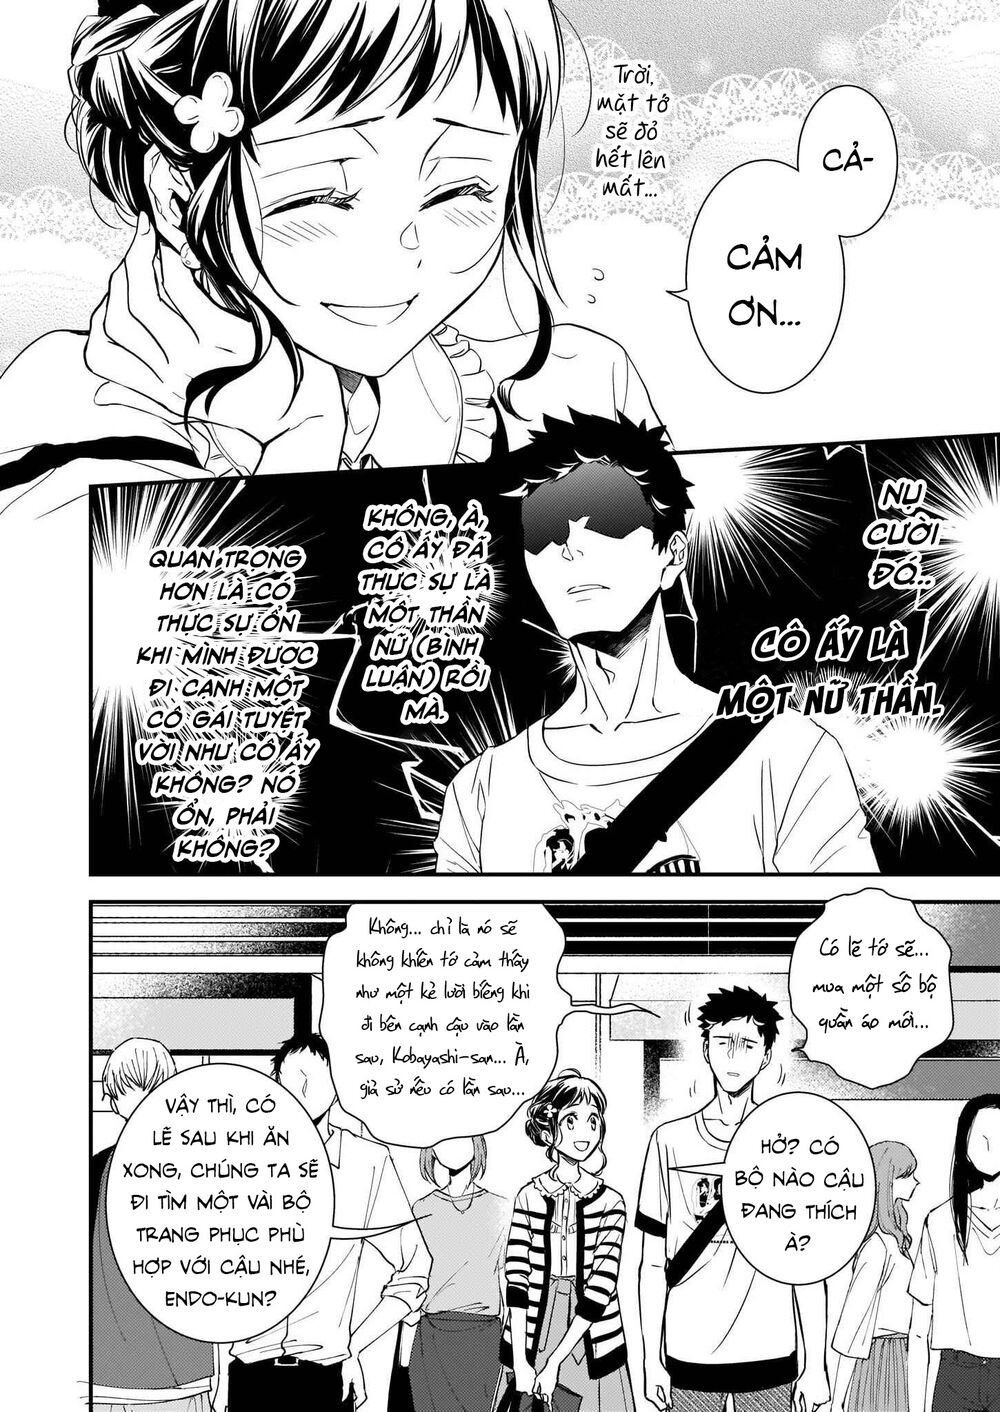 CẢ-
CẢM
ƠN...
Trời,
mặt tớ
sẽ đỏ
hết lên
mất...
NỤ
CƯỜI
ĐÓ..
CÔ ẤY LÀ
MỘT NỮ THẦN.
KHÔNG, À,
CÔ ẤY ĐÃ
THỰC SỰ LÀ
MỘT THẦN
NỮ (BÌNH
LUẬN) RỒI
MÀ.
QUAN TRỌNG
HƠN LÀ CÓ
THỰC SỰ ỔN
KHI MÌNH ĐƯỢC
ĐI CẠNH MỘT
CÔ GÁI TUYỆT
VỜI NHƯ CÔ ẤY
KHÔNG? NÓ
ỔN, PHẢI
KHÔNG?
Có lẽ tớ sẽ...
mua một số bộ
quần áo mới...
HỞ? CÓ
BỘ NÀO CẬU
ĐANG THÍCH
À?
Không... chỉ là nó sẽ
không khiến tớ cảm thấy
như một kẻ lười biếng khi
đi bên cạnh cậu vào lần
sau, Kobayashi-san... À,
giả sử nếu có lần sau...
VẬY THÌ, CÓ
LẼ SAU KHI ĂN
XONG, CHÚNG TA SẼ
ĐI TÌM MỘT VÀI BỘ
TRANG PHỤC PHÙ
HỢP VỚI CẬU NHÉ,
ENDO-KUN?